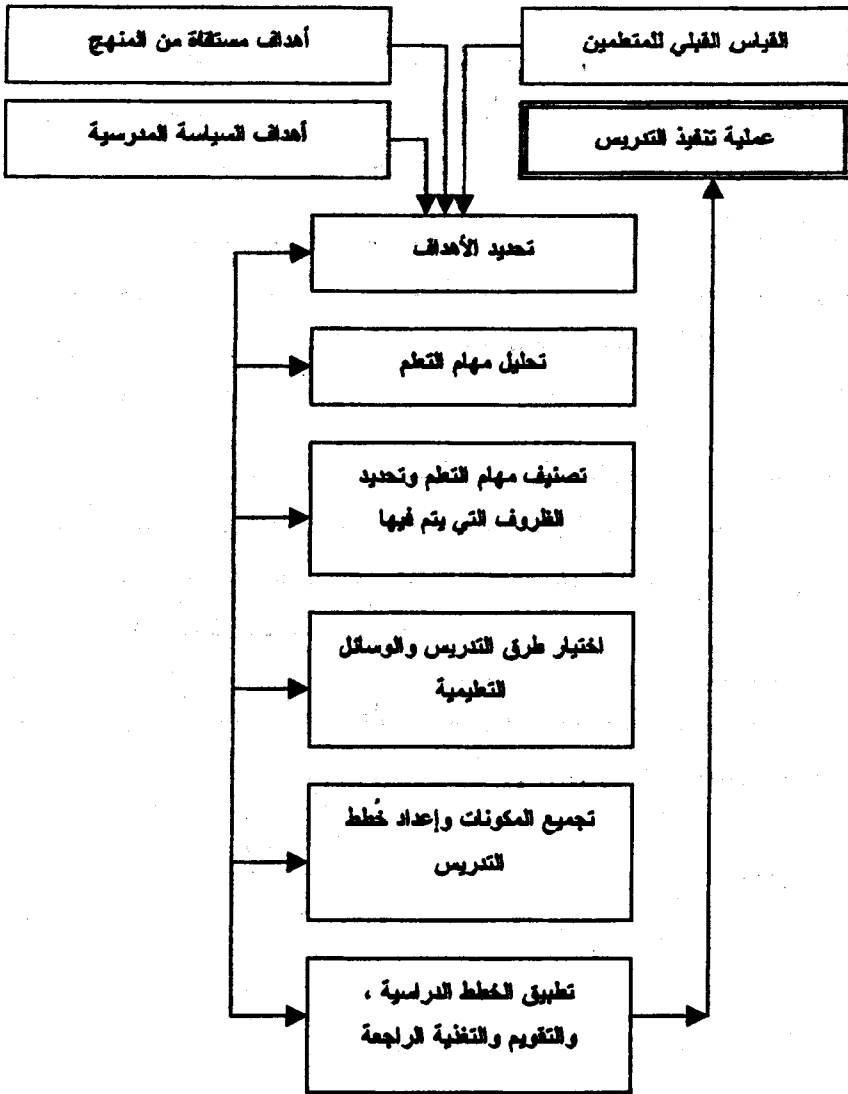 القياس القبلي للمتعلمين
أهداف مستقاة من المنهج
عملية تنفيذ التدريس
أهداف السياسة المدرسية
تحديد الأهداف
تحليل مهام التعلم
تصنيف مهام التعلم وتحديد
الظروف التي يتم فيها
اختيار طرق التدريس والوسائل
التعليمية
تجميع المكونات وإعداد خُطط
التدريس
تطبيق الخطط الدراسية ،
والتقويم والتغذية الراجعة